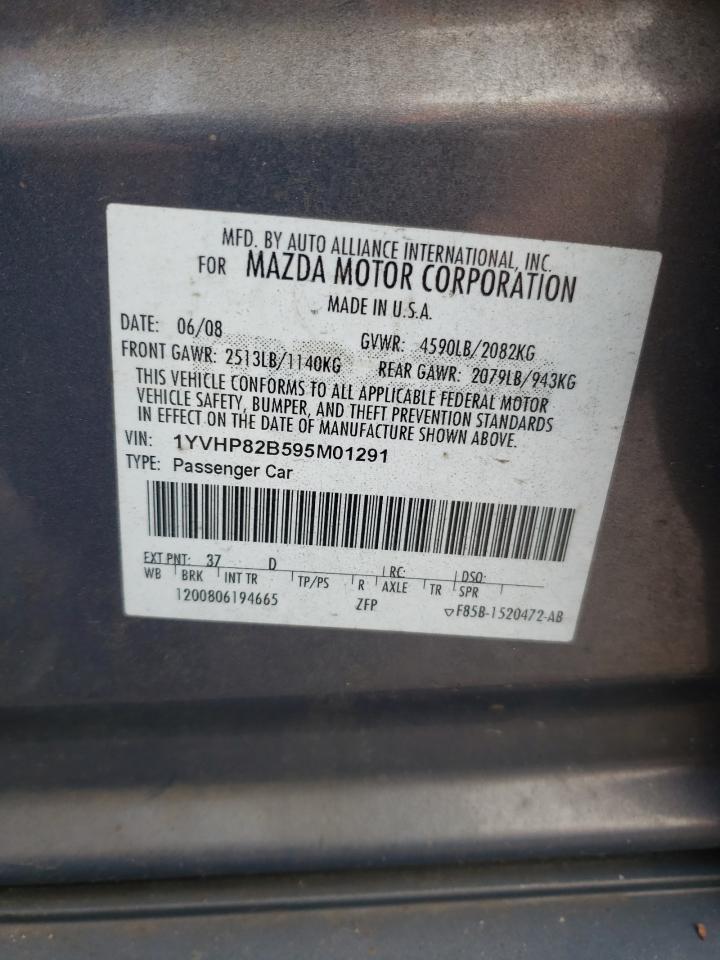 MFD. BY AUTO ALLIANCE INTERNATIONAL, INC.
FOR MAZDA MOTOR CORPORATION
MADE IN U.S.A.
DATE: 06/08 GVWR: 4590LB/2082KG
FRONT GAWR: 2513LB/1140KG REAR GAWR: 2079LB/943KG
THIS VEHICLE CONFORMS TO ALL APPLICABLE FEDERAL MOTOR
VEHICLE SAFETY, BUMPER, AND THEFT PREVENTION STANDARDS
IN EFFECT ON THE DATE OF MANUFACTURE SHOWN ABOVE.
VIN: 1YVHP82B595M01291
TYPE: Passenger Car
EXT PNT: 37 D RC: DSO:
WB BRK INT TR TP/PS R AXLE TR SPR
1200806194665 ZFP ▽F85B-1520472-AB